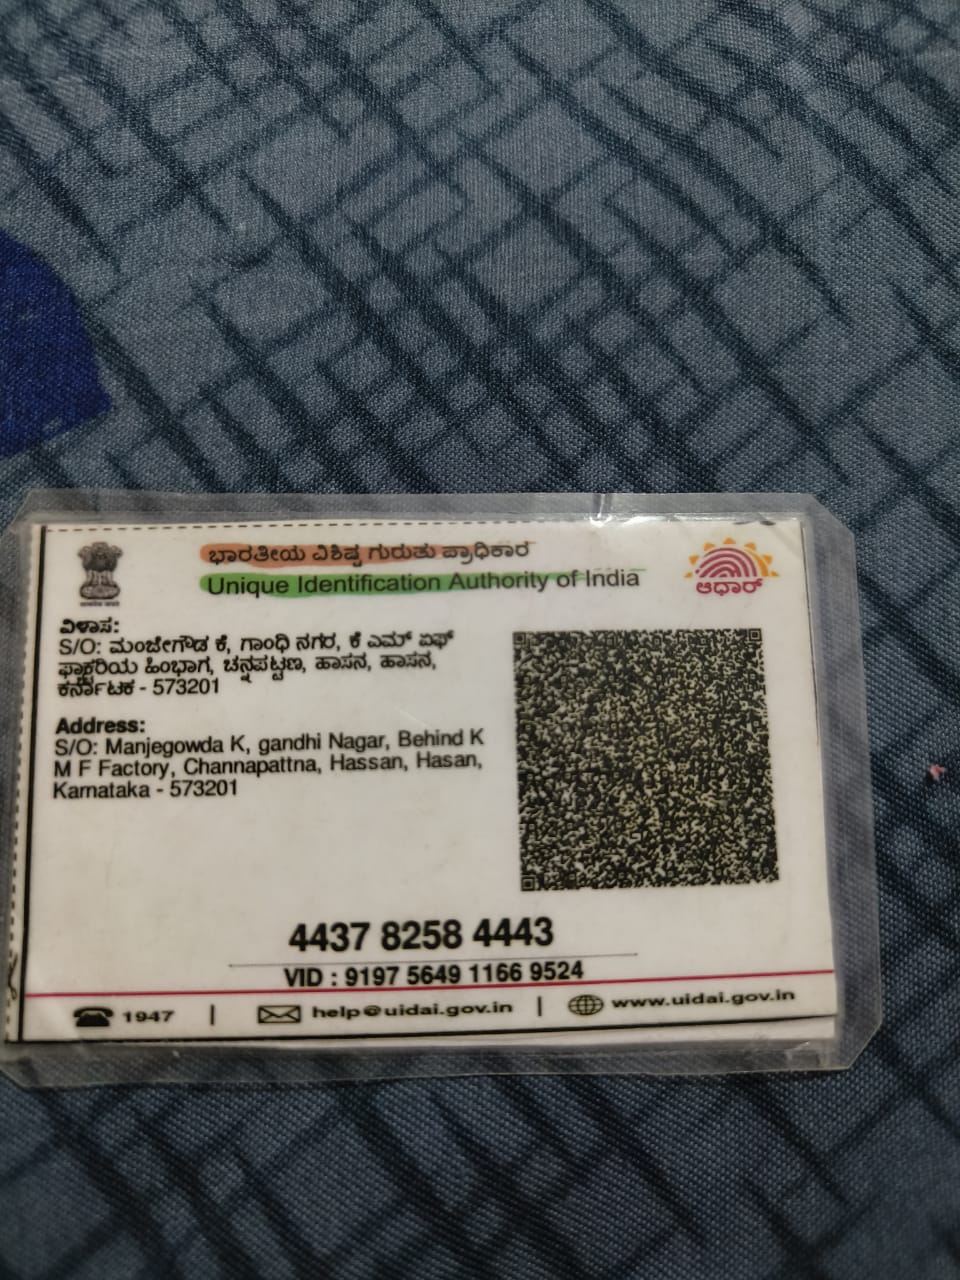 ಭಾರತೀಯ ವಿಶಿಷ್ಟ ಗುರುತು ಪ್ರಾಧಿಕಾರ
Unique Identification Authority of India
ಆಧಾರ್
ವಿಳಾಸ:
S/O: ಮಂಜೇಗೌಡ ಕೆ, ಗಾಂಧಿ ನಗರ, ಕೆ ಎಮ್ ಏಫ್
ಫ್ಯಾಕ್ಟರಿಯ ಹಿಂಭಾಗ, ಚನ್ನಪಟ್ಟಣ, ಹಾಸನ, ಹಾಸನ,
ಕರ್ನಾಟಕ - 573201
Address:
S/O: Manjegowda K, gandhi Nagar, Behind K
M F Factory, Channapattna, Hassan, Hasan,
Karnataka - 573201
4437 8258 4443
VID : 9197 5649 1166 9524
1947 | help@uidai.gov.in | www.uidai.gov.in